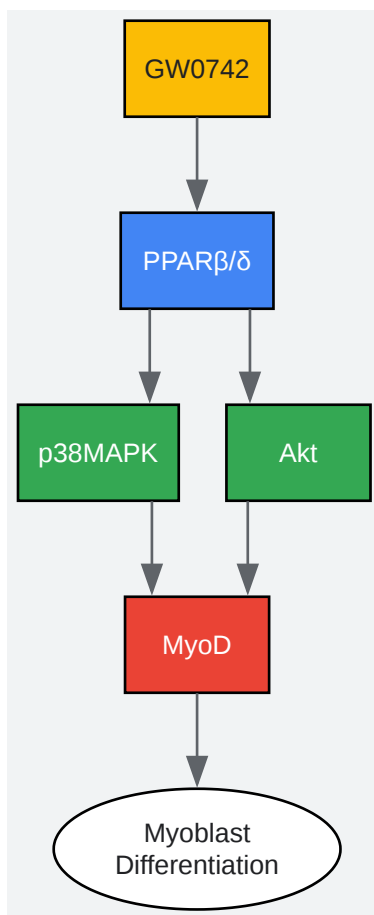 GW0742
PPARβ/δ
p38MAPK
Akt
MyoD
Myoblast
Differentiation